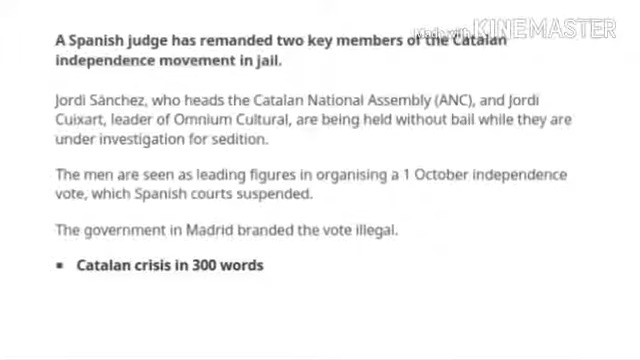 Made with KINEMASTER
A Spanish judge has remanded two key members of the Catalan
independence movement in jail.
Jordi Sánchez, who heads the Catalan National Assembly (ANC), and Jordi
Cuixart, leader of Omnium Cultural, are being held without bail while they are
under investigation for sedition.
The men are seen as leading figures in organising a 1 October independence
vote, which Spanish courts suspended.
The government in Madrid branded the vote illegal.
▪ Catalan crisis in 300 words